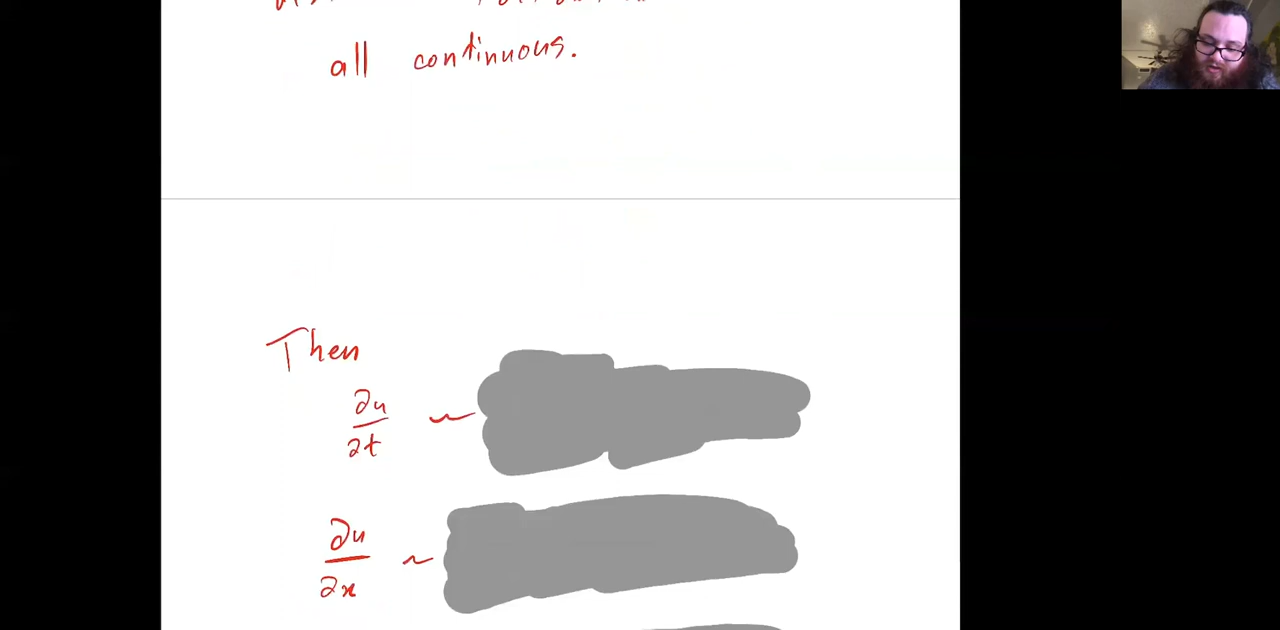 all continuous.
Then
∂u/∂t ~
∂u/∂x ~